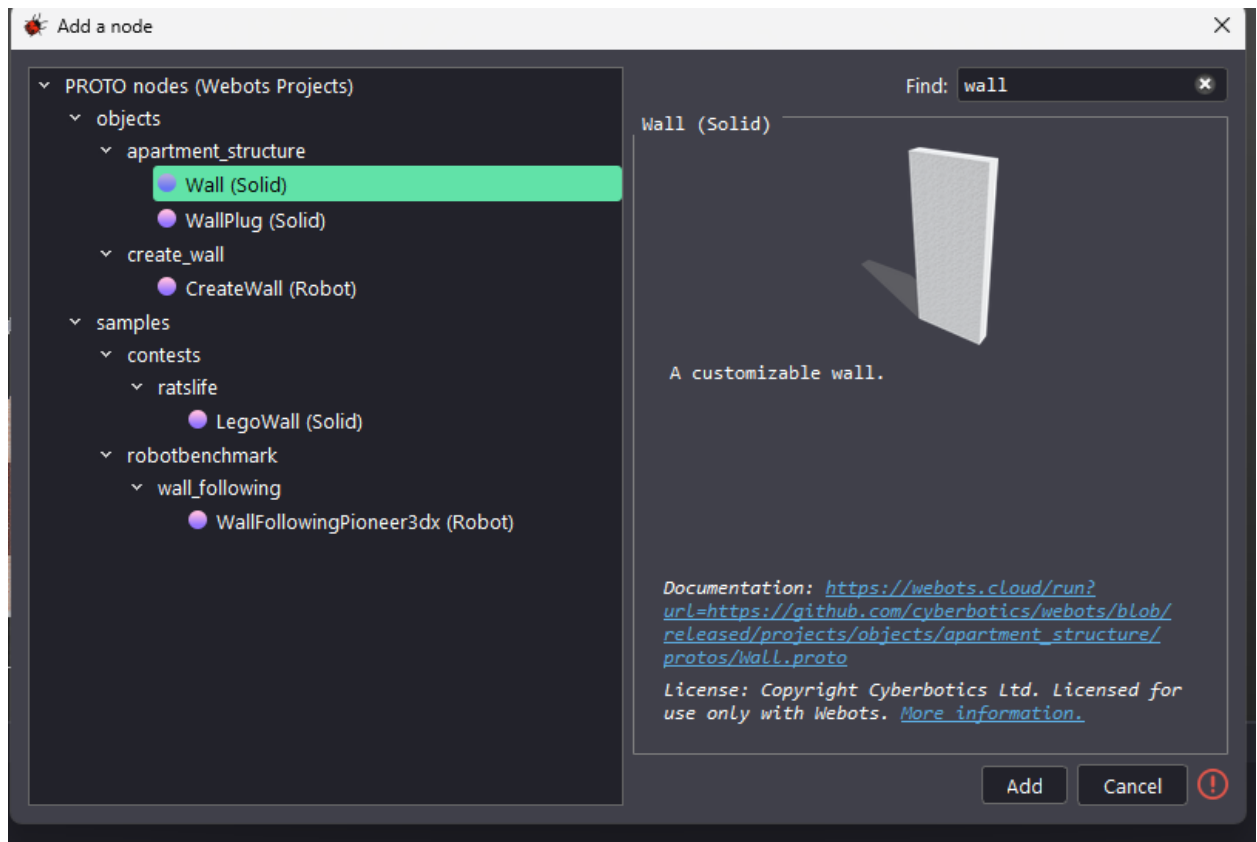 Add a node
PROTO nodes (Webots Projects)
objects
apartment_structure
Wall (Solid)
WallPlug (Solid)
create_wall
CreateWall (Robot)
samples
contests
ratslife
LegoWall (Solid)
robotbenchmark
wall_following
WallFollowingPioneer3dx (Robot)
Find: wall
Wall (Solid)
A customizable wall.
Documentation: https://webots.cloud/run?
url=https://github.com/cyberbotics/webots/blob/
released/projects/objects/apartment_structure/
protos/Wall.proto
License: Copyright Cyberbotics Ltd. Licensed for
use only with Webots. More information.
Add Cancel